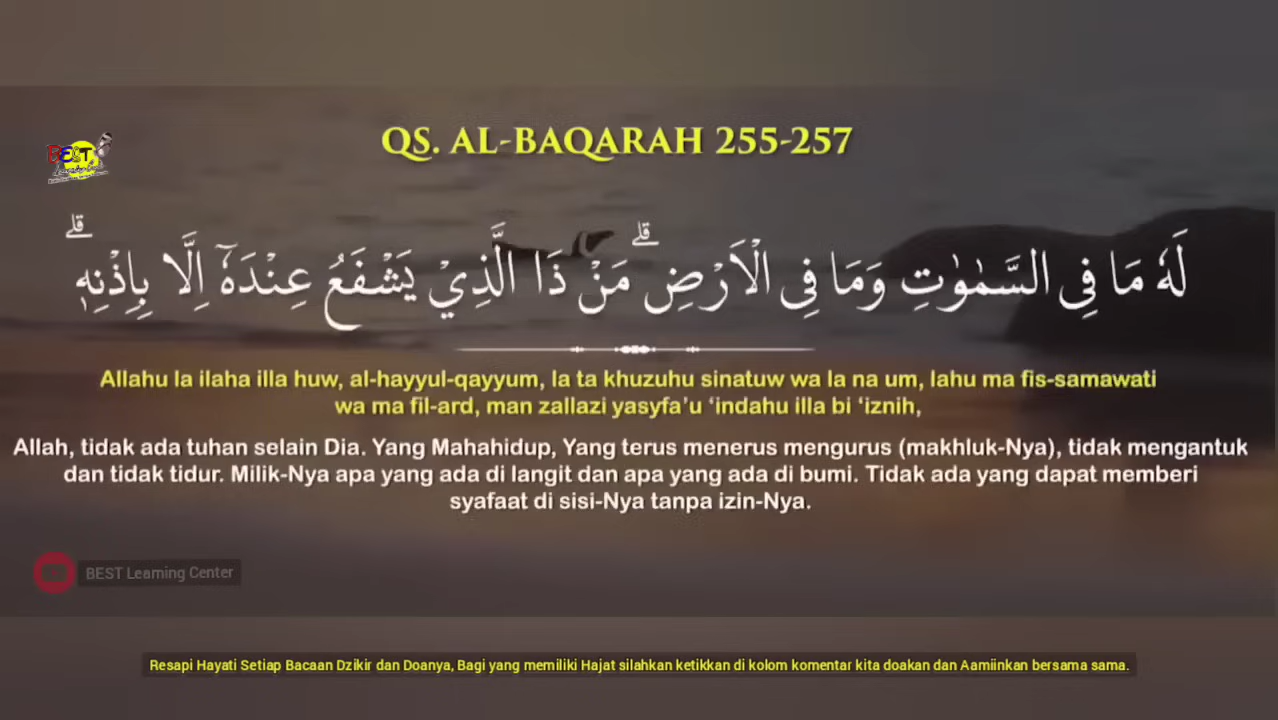 BEST
QS. AL-BAQARAH 255-257
لَهٗ مَا فِى السَّمٰوٰتِ وَمَا فِى الْاَرْضِۗ مَنْ ذَا الَّذِيْ يَشْفَعُ عِنْدَهٗٓ اِلَّا بِاِذْنِهٖۗ
Allahu la ilaha illa huw, al-hayyul-qayyum, la ta khuzuhu sinatuw wa la na um, lahu ma fis-samawati
wa ma fil-ard, man zallazi yasyfa’u ‘indahu illa bi ‘iznih,
Allah, tidak ada tuhan selain Dia. Yang Mahahidup, Yang terus menerus mengurus (makhluk-Nya), tidak mengantuk
dan tidak tidur. Milik-Nya apa yang ada di langit dan apa yang ada di bumi. Tidak ada yang dapat memberi
syafaat di sisi-Nya tanpa izin-Nya.
BEST Learning Center
Resapi Hayati Setiap Bacaan Dzikir dan Doanya, Bagi yang memiliki Hajat silahkan ketikkan di kolom komentar kita doakan dan Aamiinkan bersama sama.